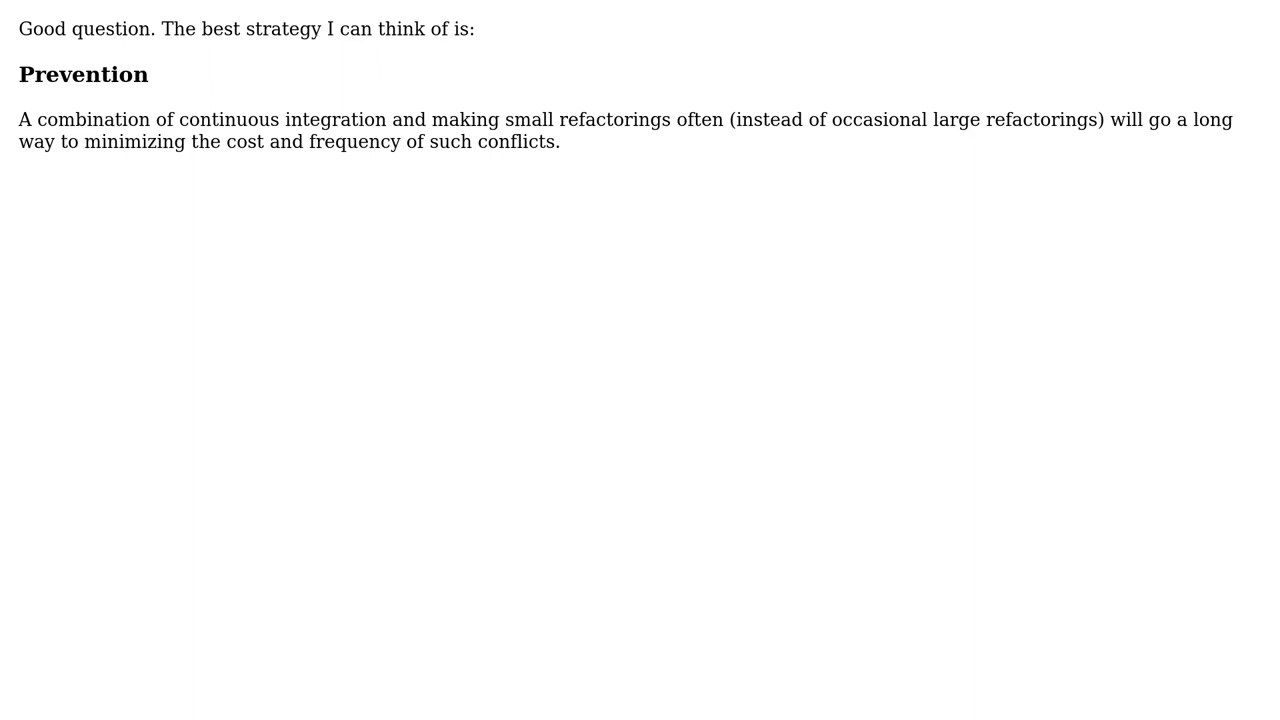 Good question. The best strategy I can think of is:
Prevention
A combination of continuous integration and making small refactorings often (instead of occasional large refactorings) will go a long
way to minimizing the cost and frequency of such conflicts.